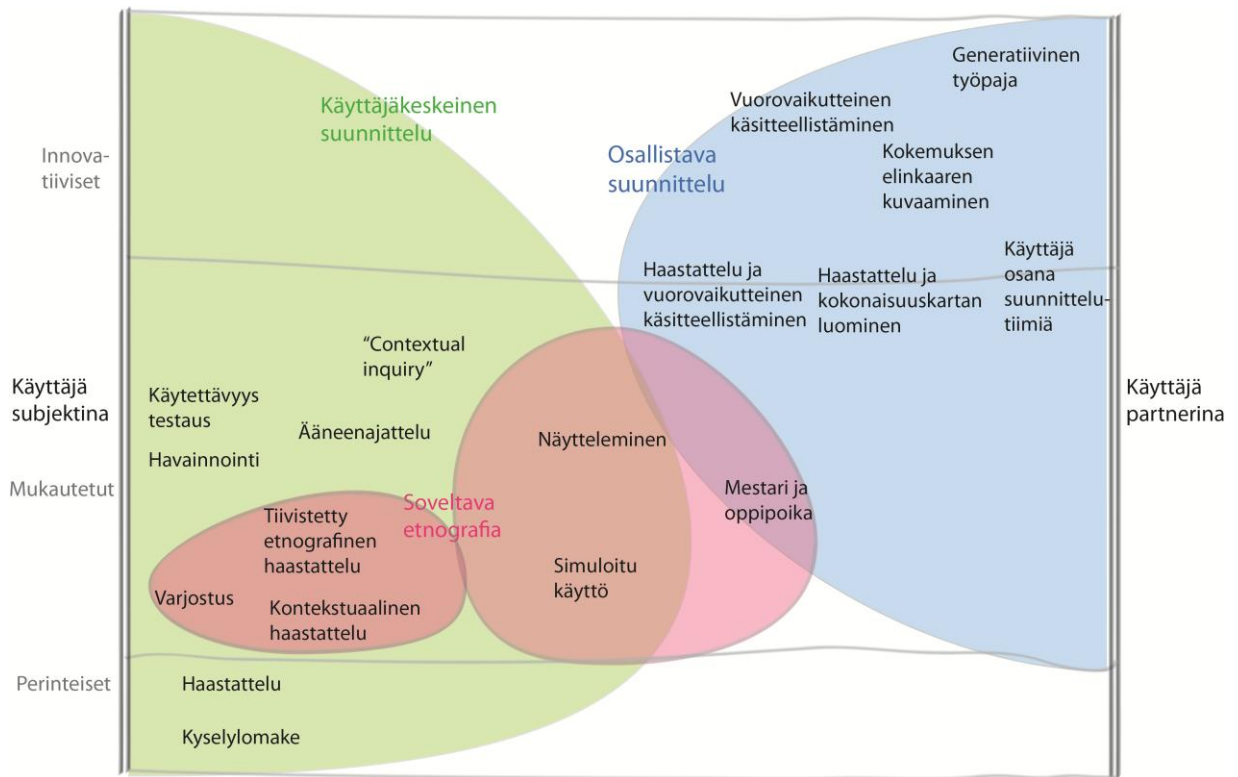 Generatiivinen
työpaja
Käyttäjäkeskeinen
suunnittelu
Vuorovaikutteinen
käsitteellistäminen
Innova-
tiiviset
Osallistava
suunnittelu
Kokemuksen
elinkaaren
kuvaaminen
Haastattelu ja
vuorovaikutteinen
käsitteellistäminen
Haastattelu ja
kokonaisuuskartan
luominen
Käyttäjä
osana
suunnittelu-
tiimiä
"Contextual
inquiry"
Käyttäjä
subjektina
Käytettävyys
testaus
Ääneenajattelu
Havainnointi
Näytteleminen
Käyttäjä
partnerina
Mukautetut
Soveltava
etnografia
Mestari ja
oppipoika
Tiivistetty
etnografinen
haastattelu
Simuloitu
käyttö
Varjostus
Kontekstuaalinen
haastattelu
Perinteiset
Haastattelu
Kyselylomake